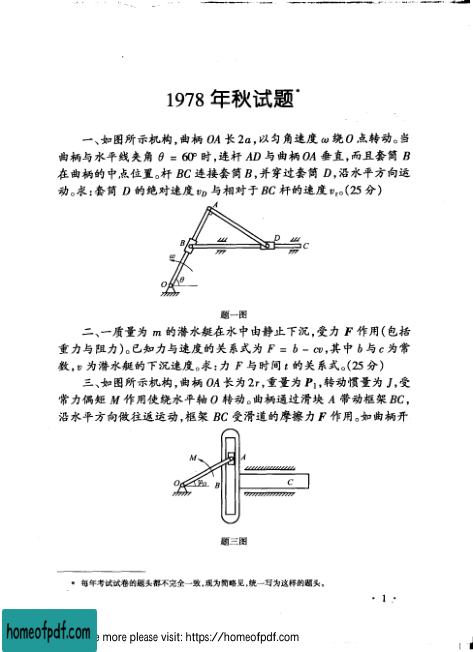 1978 年秋试题*
一、如图所示机构,曲柄 OA 长 2a,以匀角速度 ω 绕 O 点转动。当
曲柄与水平线夹角 θ = 60° 时,连杆 AD 与曲柄 OA 垂直,而且套筒 B
在曲柄的中点位置。杆 BC 连接套筒 B,并穿过套筒 D,沿水平方向运
动。求:套筒 D 的绝对速度 v_D 与相对于 BC 杆的速度 v_r。(25 分)
A
B
D
C
ω
O
θ
题一图
二、一质量为 m 的潜水艇在水中由静止下沉,受力 F 作用(包括
重力与阻力)。已知力与速度的关系式为 F = b - cv,其中 b 与 c 为常
数,v 为潜水艇的下沉速度。求:力 F 与时间 t 的关系式。(25 分)
三、如图所示机构,曲柄 OA 长为 2r,重量为 P₁,转动惯量为 J,受
常力偶矩 M 作用使绕水平轴 O 转动。曲柄通过滑块 A 带动框架 BC,
沿水平方向做往返运动,框架 BC 受滑道的摩擦力 F 作用。如曲柄开
M
A
O
φ₀
B
C
题三图
* 每年考试试卷的题头都不完全一致,现为简略见,统一写为这样的题头。
· 1 ·
homeofpdf.com
e more please visit: https://homeofpdf.com